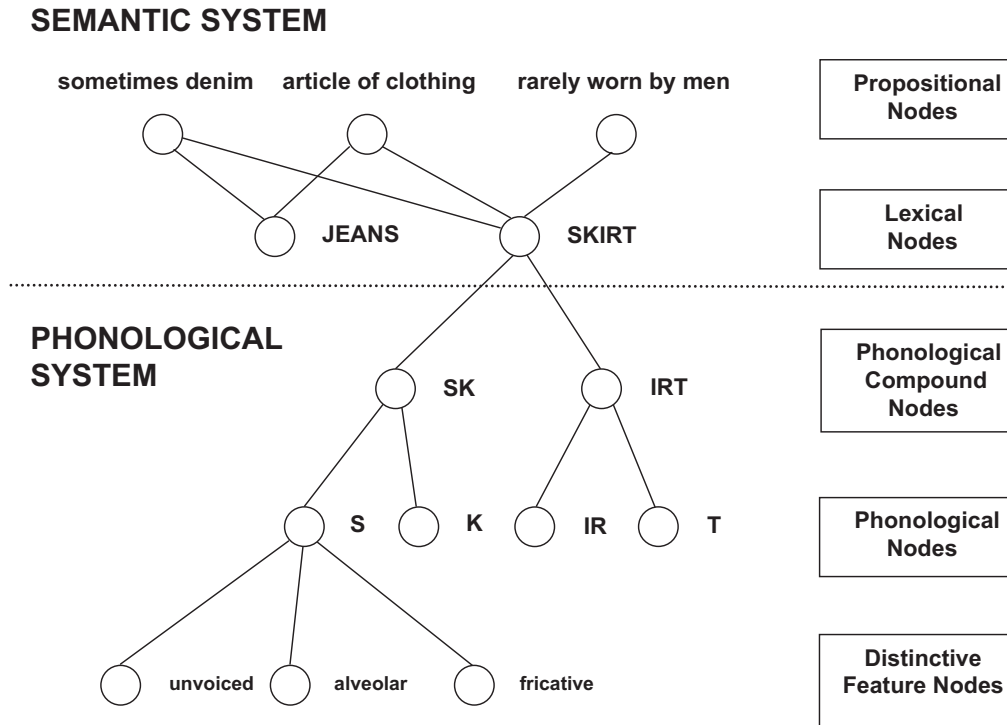 SEMANTIC SYSTEM
sometimes denim article of clothing rarely worn by men
Propositional
Nodes
JEANS SKIRT
Lexical
Nodes
PHONOLOGICAL
SYSTEM
SK IRT
Phonological
Compound
Nodes
S K IR T
Phonological
Nodes
unvoiced alveolar fricative
Distinctive
Feature Nodes